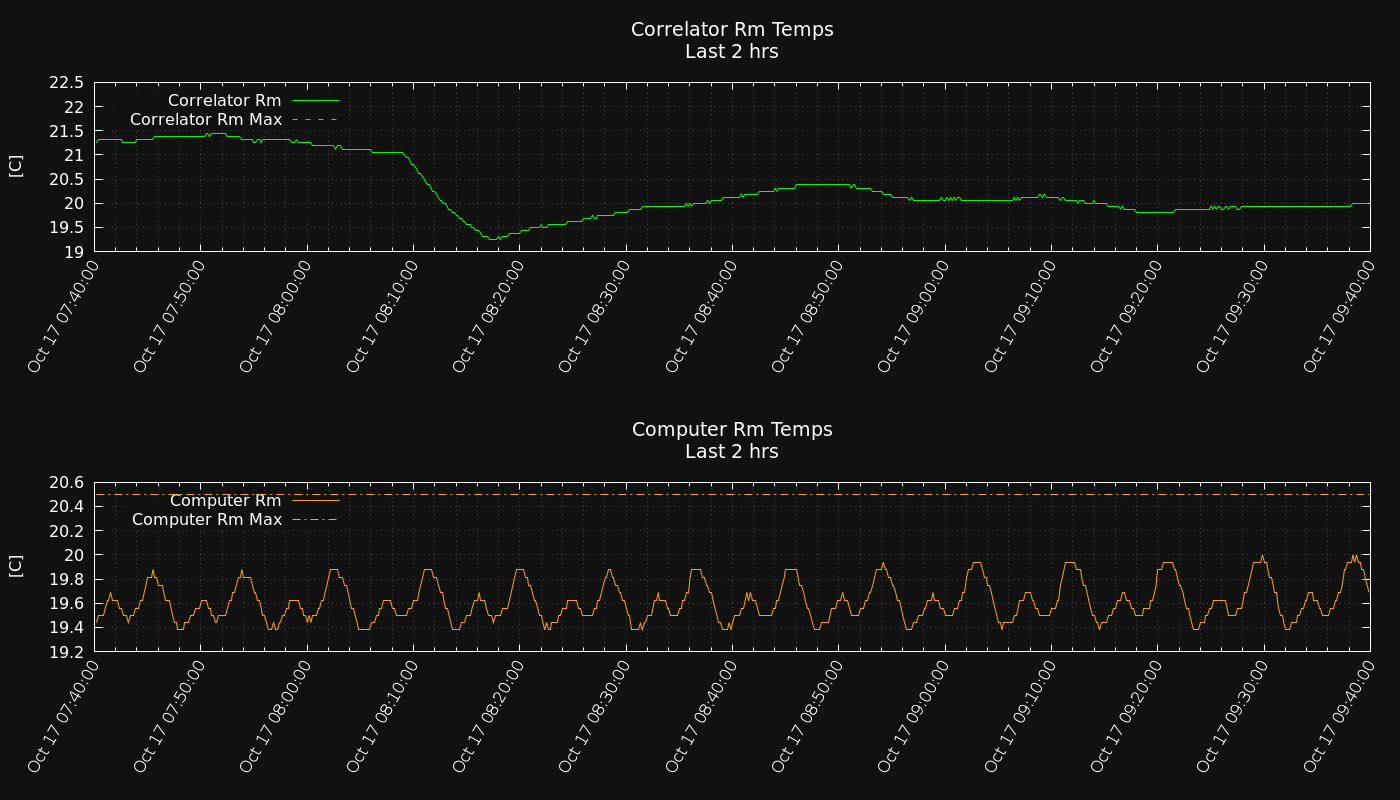 Correlator Rm Temps
Last 2 hrs
[C]
22.5
22
21.5
21
20.5
20
19.5
19
Correlator Rm
Correlator Rm Max
Oct 17 07:40:00
Oct 17 07:50:00
Oct 17 08:00:00
Oct 17 08:10:00
Oct 17 08:20:00
Oct 17 08:30:00
Oct 17 08:40:00
Oct 17 08:50:00
Oct 17 09:00:00
Oct 17 09:10:00
Oct 17 09:20:00
Oct 17 09:30:00
Oct 17 09:40:00
Computer Rm Temps
Last 2 hrs
[C]
20.6
20.4
20.2
20
19.8
19.6
19.4
19.2
Computer Rm
Computer Rm Max
Oct 17 07:40:00
Oct 17 07:50:00
Oct 17 08:00:00
Oct 17 08:10:00
Oct 17 08:20:00
Oct 17 08:30:00
Oct 17 08:40:00
Oct 17 08:50:00
Oct 17 09:00:00
Oct 17 09:10:00
Oct 17 09:20:00
Oct 17 09:30:00
Oct 17 09:40:00